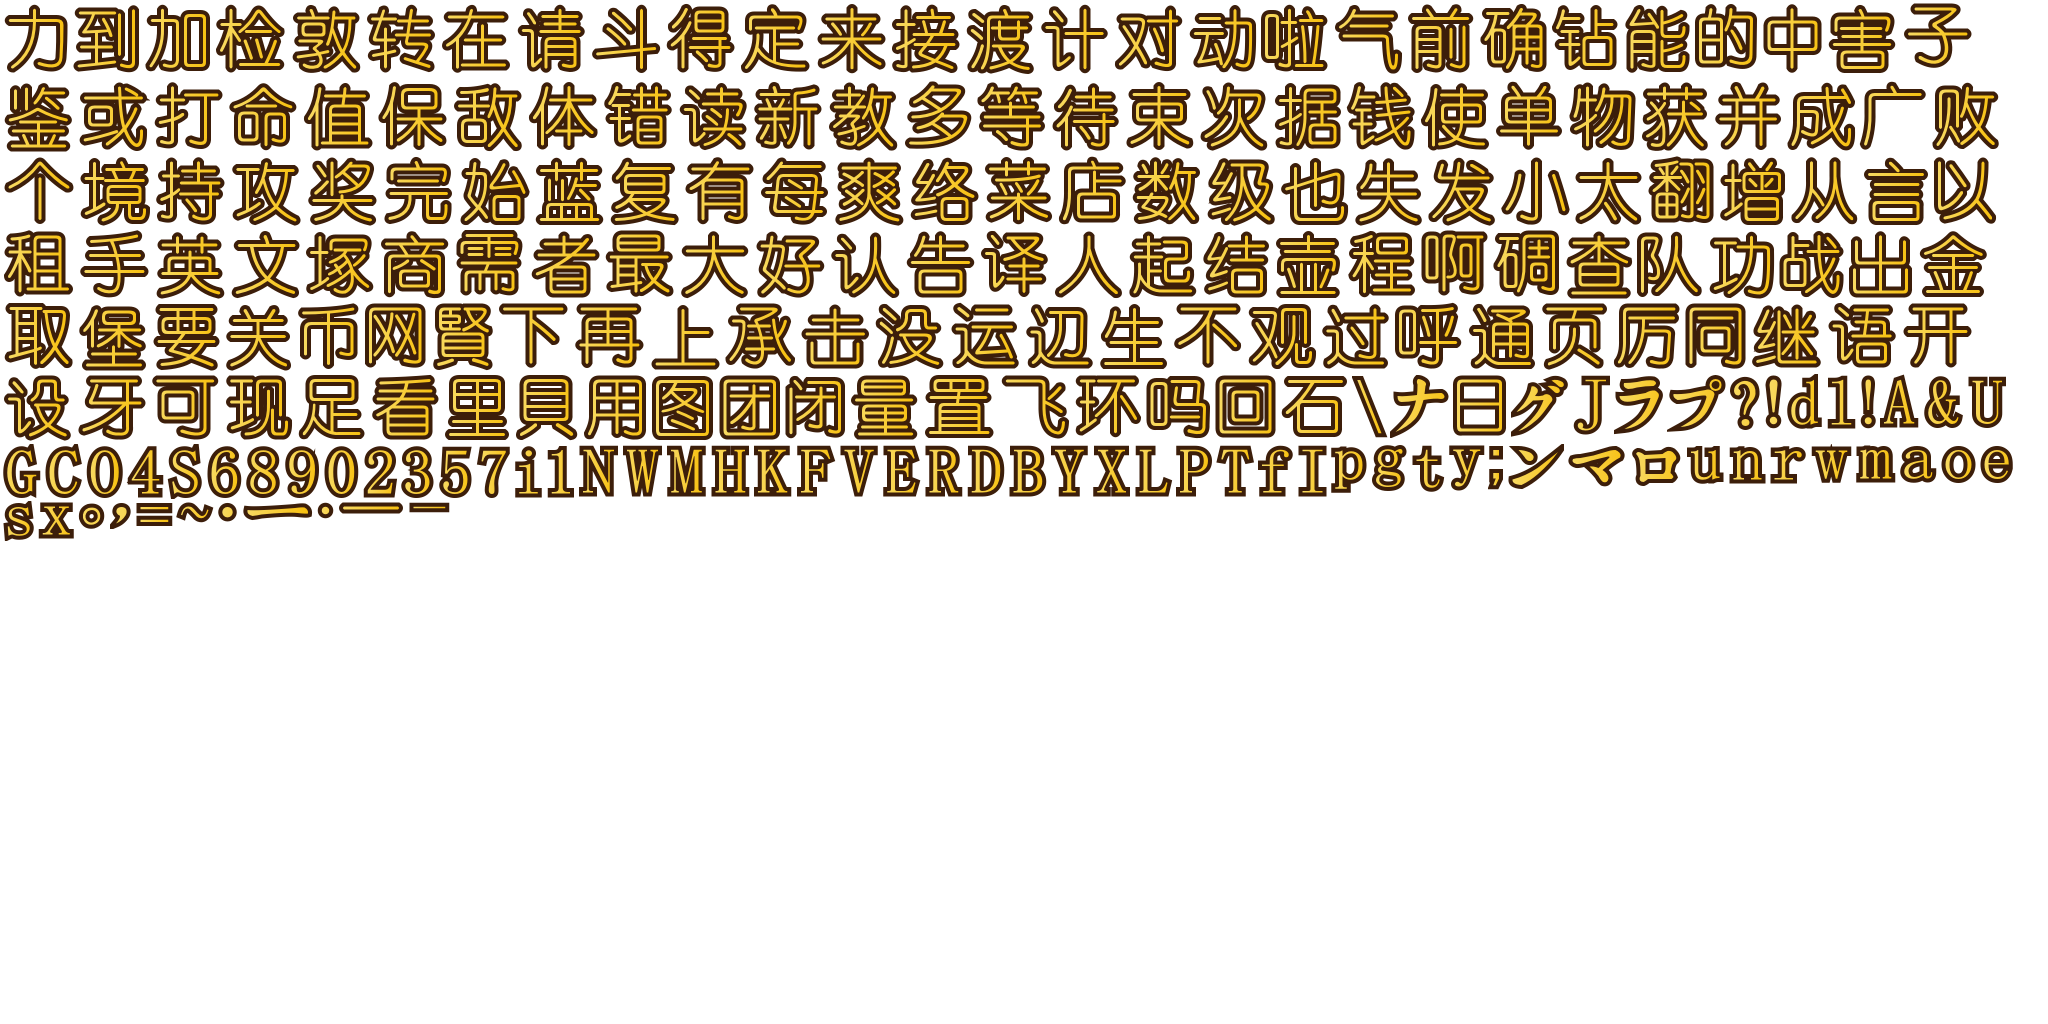 力到加检敦转在请斗得定来接渡计对动啦气前确钻能的中害子
鉴或打命值保敌体错读新教多等待束次据钱使单物获并成广败
个境持攻奖完始蓝复有每爽络菜店数级也失发小太翻增从言以
租手英文塚商需者最大好认告译人起结壶程啊碉查队功战出金
取堡要关币网賢下再上承击没运辺生不观过呼通页厉同继语开
设牙可现足看里貝用图团闭量置飞环吗回石\ナ日グJラプ?!d1!A&U
GCO4S68902357i1NWMHKFVERDBYXLPTfIpgty;ンマロunrwmaoe
sx。,=~·一·—-